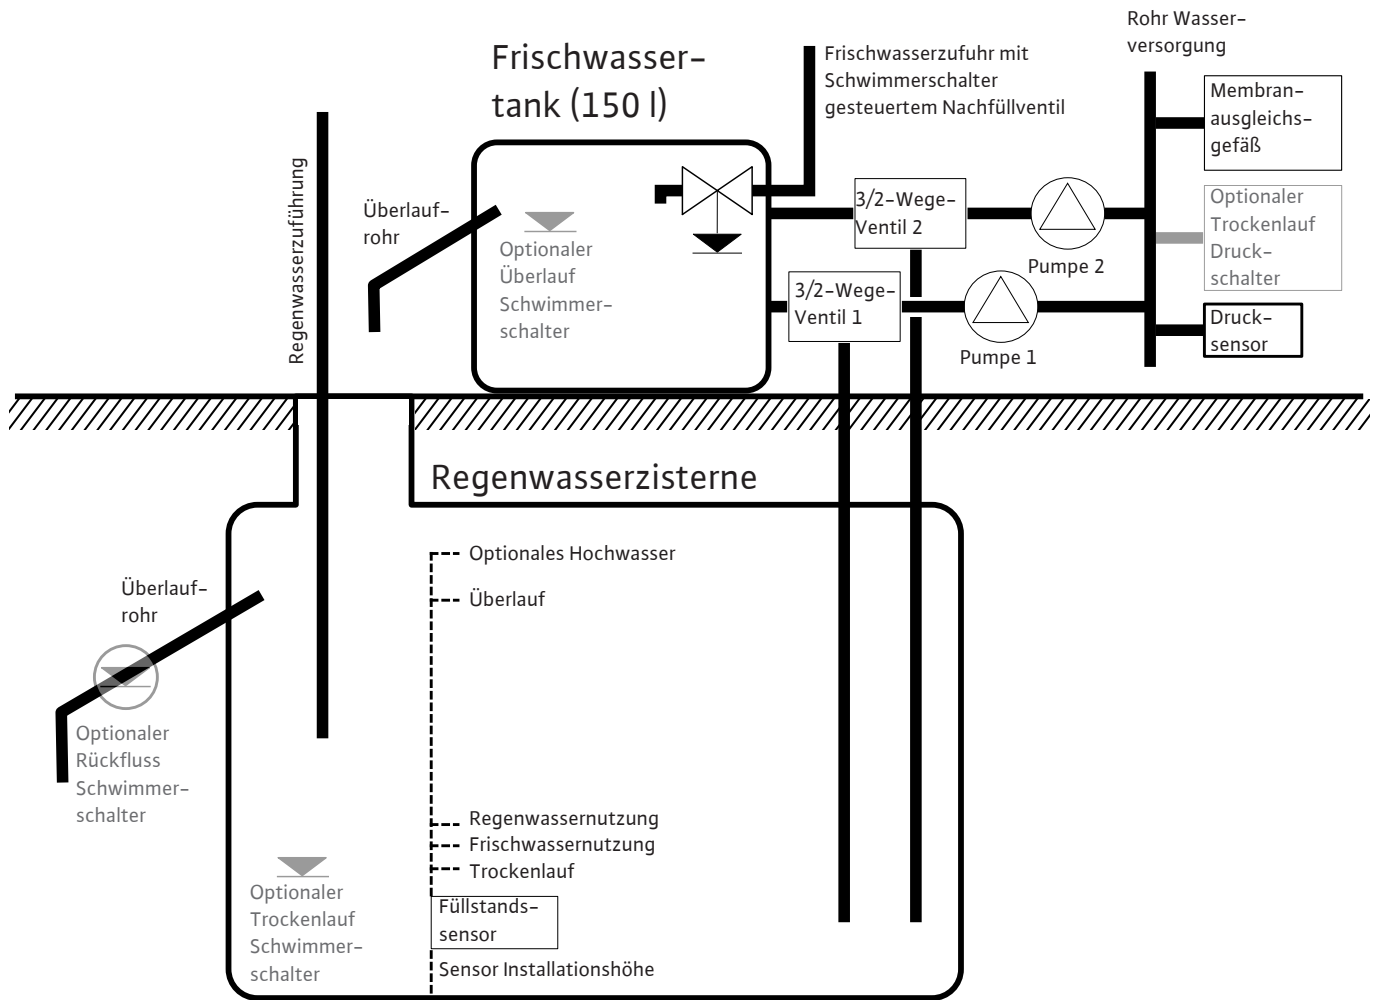 Rohr Wasser-
versorgung
Frischwasser-
tank (150 l)
Frischwasserzufuhr mit
Schwimmerschalter
gesteuertem Nachfüllventil
Membran-
ausgleichs-
gefäß
Regenwasserzuführung
Überlauf-
rohr
Optionaler
Überlauf
Schwimmer-
schalter
3/2-Wege-
Ventil 2
Pumpe 2
Optionaler
Trockenlauf
Druck-
schalter
3/2-Wege-
Ventil 1
Pumpe 1
Druck-
sensor
Regenwasserzisterne
Optionales Hochwasser
Überlauf
Überlauf-
rohr
Optionaler
Rückfluss
Schwimmer-
schalter
Regenwassernutzung
Frischwassernutzung
Trockenlauf
Optionaler
Trockenlauf
Schwimmer-
schalter
Füllstands-
sensor
Sensor Installationshöhe